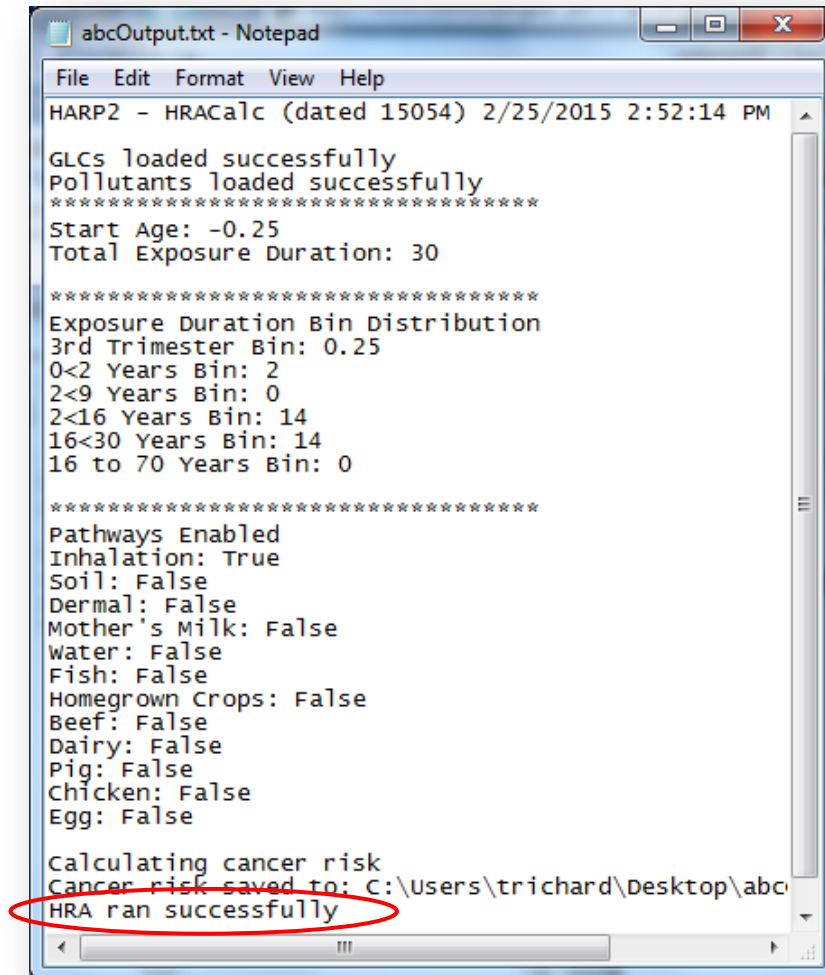 abcOutput.txt - Notepad
File Edit Format View Help
HARP2 - HRACalc (dated 15054) 2/25/2015 2:52:14 PM
GLCs loaded successfully
Pollutants loaded successfully
**********************************
Start Age: -0.25
Total Exposure Duration: 30
**********************************
Exposure Duration Bin Distribution
3rd Trimester Bin: 0.25
0<2 Years Bin: 2
2<9 Years Bin: 0
2<16 Years Bin: 14
16<30 Years Bin: 14
16 to 70 Years Bin: 0
**********************************
Pathways Enabled
Inhalation: True
Soil: False
Dermal: False
Mother's Milk: False
Water: False
Fish: False
Homegrown Crops: False
Beef: False
Dairy: False
Pig: False
Chicken: False
Egg: False
Calculating cancer risk
Cancer risk saved to: C:\Users\trichard\Desktop\abc
HRA ran successfully